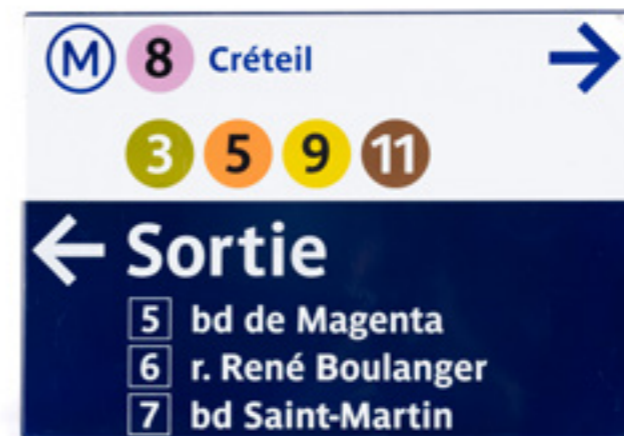 M 8 Créteil
3 5 9 11
Sortie
5 bd de Magenta
6 r. René Boulanger
7 bd Saint-Martin